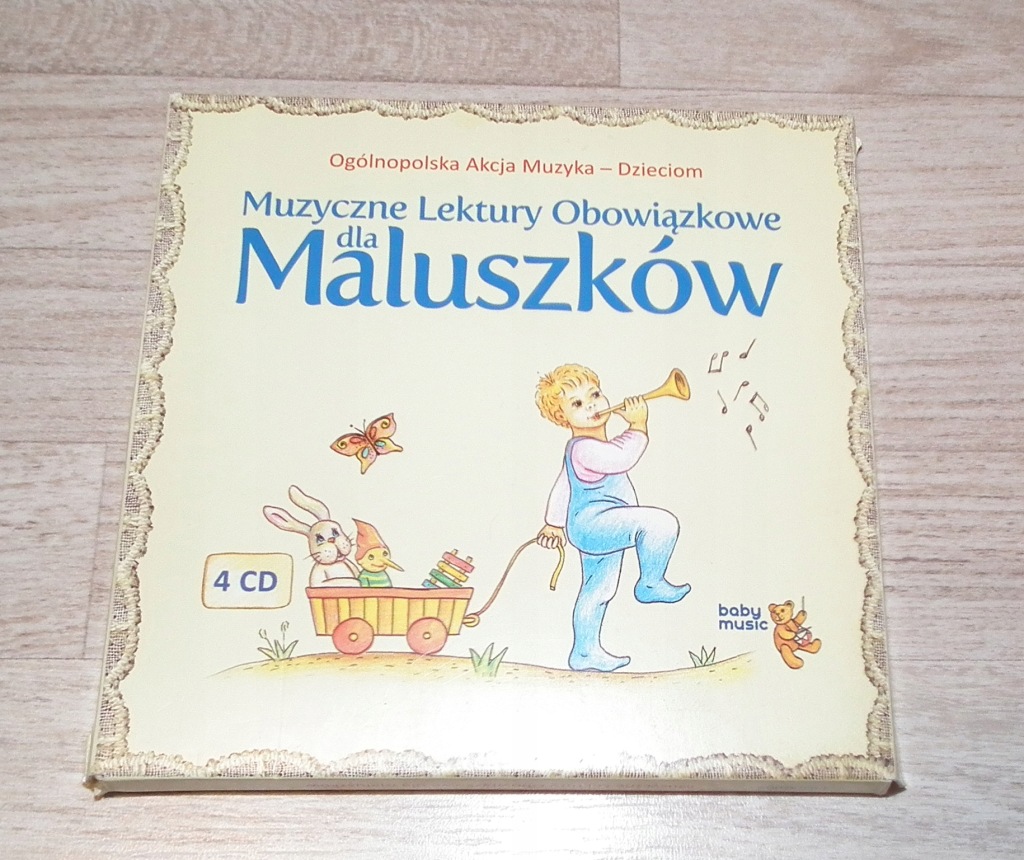 Ogólnopolska Akcja Muzyka – Dzieciom
Muzyczne Lektury Obowiązkowe
dla
Maluszków
4 CD
baby
music